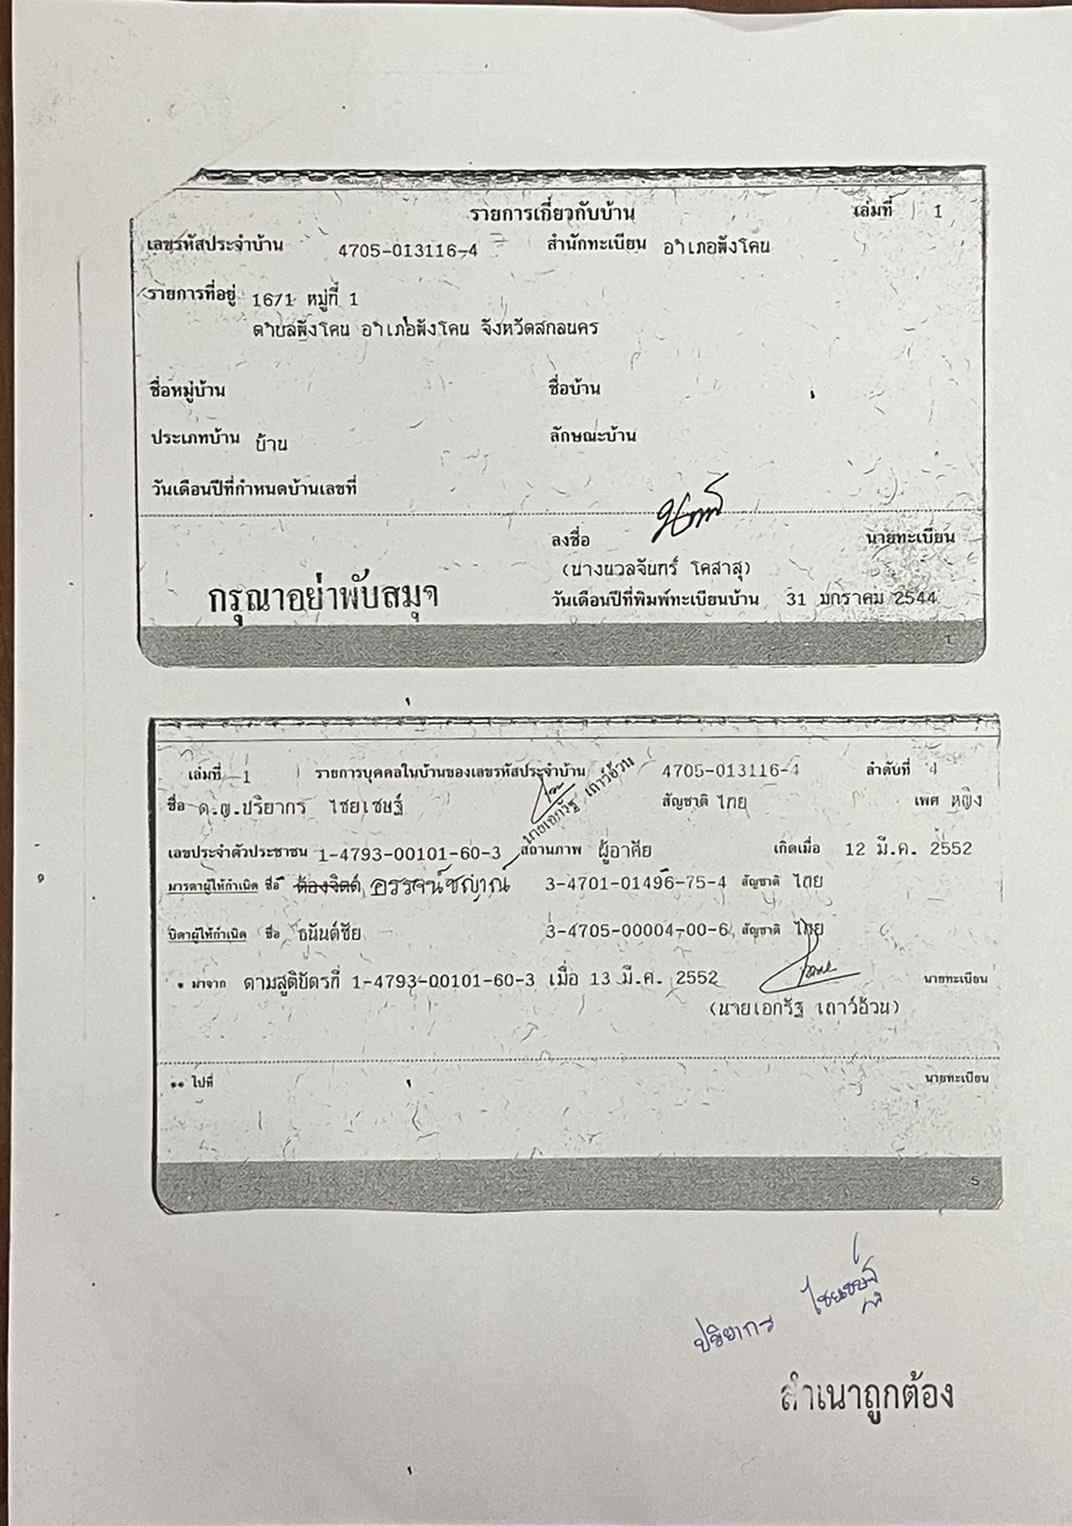 รายการเกี่ยวกับบ้าน เล่มที่ 1
เลขรหัสประจำบ้าน 4705-013116-4 สำนักทะเบียน อำเภอพังโคน
รายการที่อยู่ 16/1 หมู่ที่ 1
ตำบลพังโคน อำเภอพังโคน จังหวัดสกลนคร
ชื่อหมู่บ้าน ชื่อบ้าน
ประเภทบ้าน บ้าน ลักษณะบ้าน
วันเดือนปีที่กำหนดบ้านเลขที่
ลงชื่อ นายทะเบียน
(นางนวลจันทร์ โคสาสุ)
กรุณาอย่าพับสมุด วันเดือนปีที่พิมพ์ทะเบียนบ้าน 31 มกราคม 2544
1
เล่มที่ 1 รายการบุคคลในบ้านของเลขรหัสประจำบ้าน 4705-013116-4 ลำดับที่ 4
ชื่อ ด.ญ.ปริยากร ไชยเชษฐ์ สัญชาติ ไทย เพศ หญิง
นายเอกรัฐ เถาว์อ้วน
เลขประจำตัวประชาชน 1-4793-00101-60-3 สถานภาพ ผู้อาศัย เกิดเมื่อ 12 มี.ค. 2552
มารดาผู้ให้กำเนิด ชื่อ 3-4701-01496-75-4 สัญชาติ ไทย
บิดาผู้ให้กำเนิด ชื่อ ธนันต์ชัย 3-4705-00004-00-6 สัญชาติ ไทย
* มาจาก ตามสูติบัตรที่ 1-4793-00101-60-3 เมื่อ 13 มี.ค. 2552 นายทะเบียน
(นายเอกรัฐ เถาว์อ้วน)
** ไปที่ นายทะเบียน
5
ปริยากร ไชยเชษฐ์
สำเนาถูกต้อง